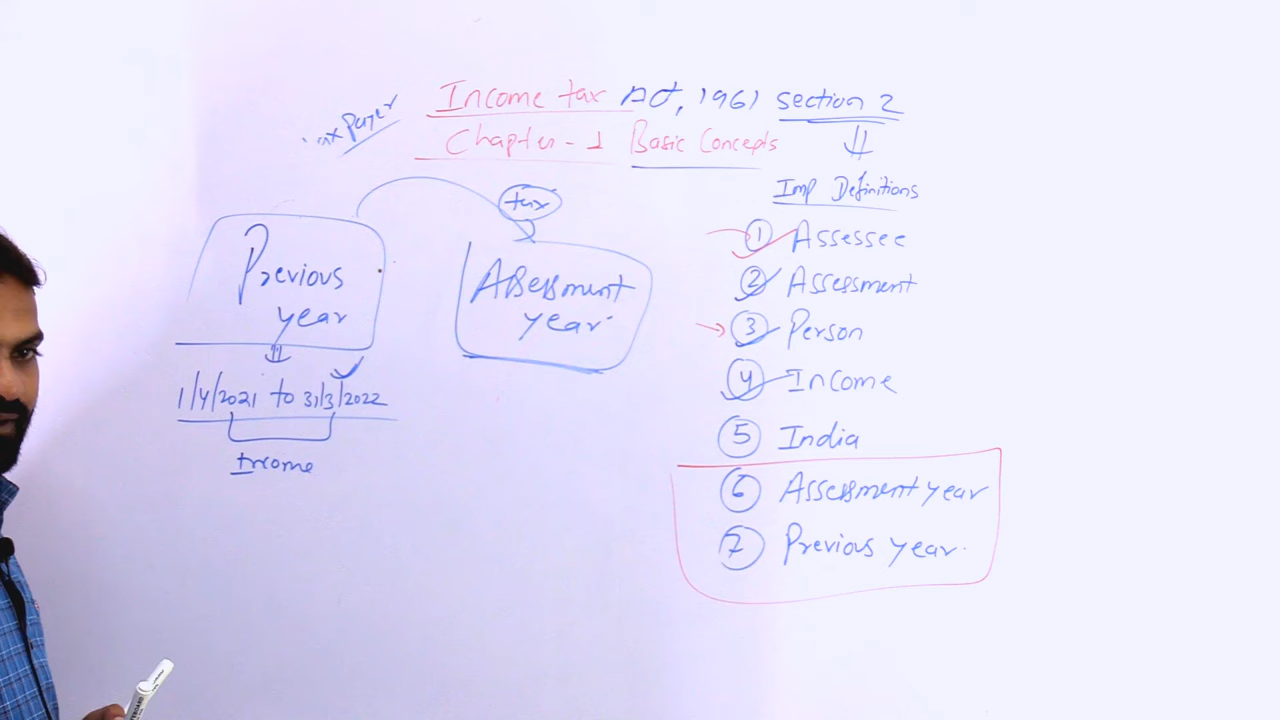 Income tax Act, 1961 section 2
Chapter - 1 Basic Concepts
Payer
Imp Definitions
tax
Previous
year
Assessment
year
1/4/2021 to 31/3/2022
Income
1 Assessee
2 Assessment
3 Person
4 Income
5 India
6 Assessment year
7 Previous year.